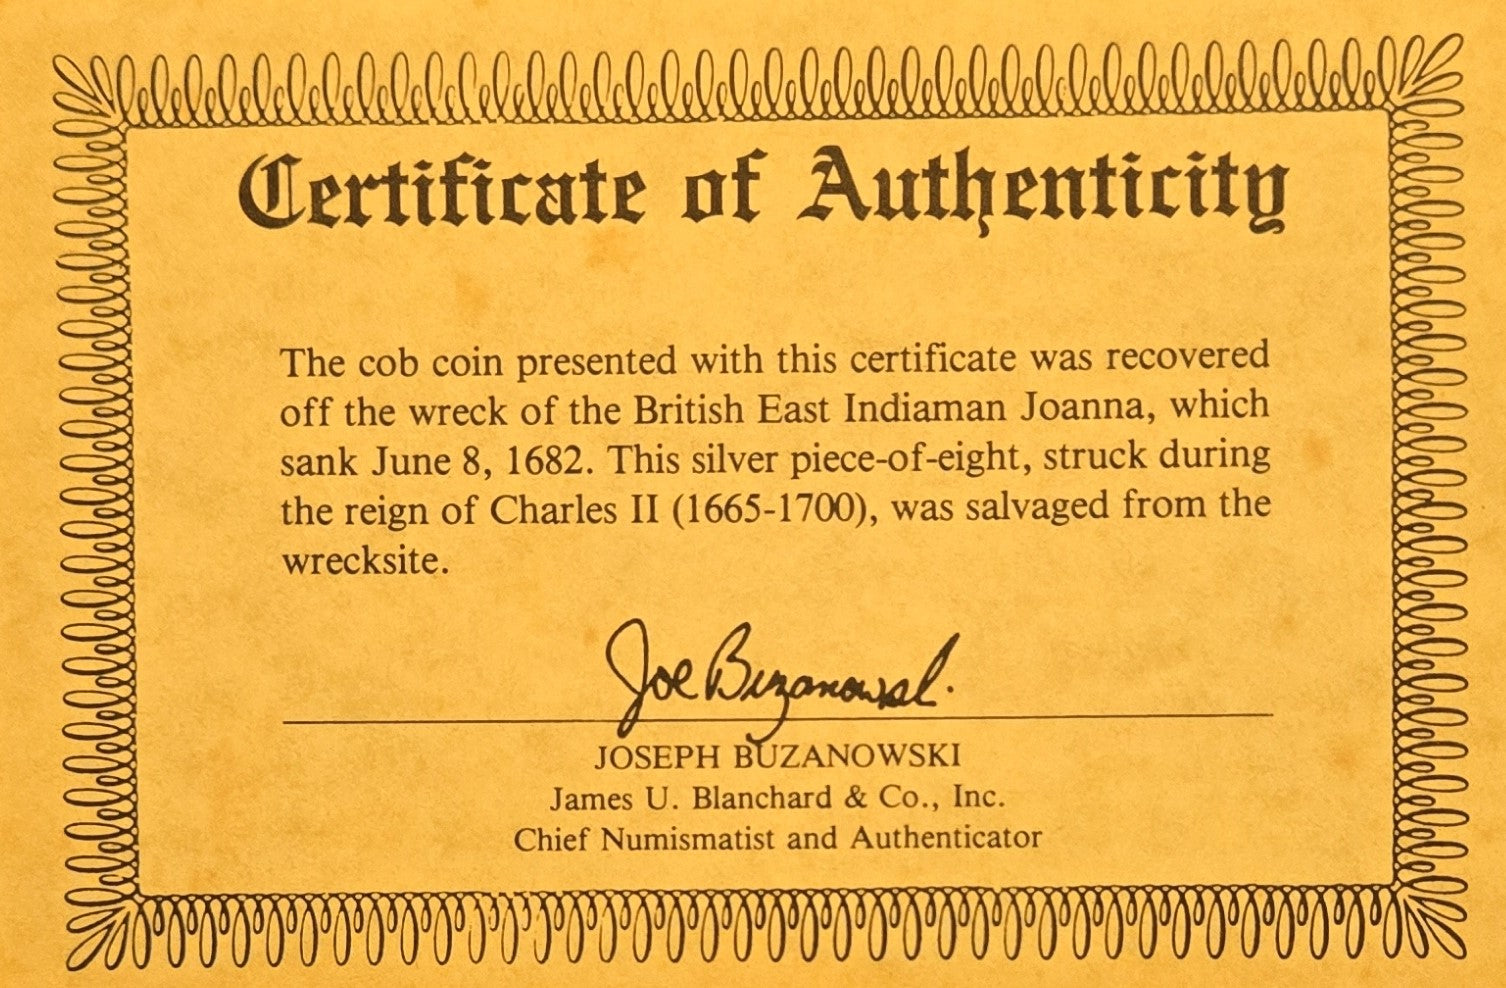 Certificate of Authenticity
The cob coin presented with this certificate was recovered
off the wreck of the British East Indiaman Joanna, which
sank June 8, 1682. This silver piece-of-eight, struck during
the reign of Charles II (1665-1700), was salvaged from the
wrecksite.
Joe Buzanowski
JOSEPH BUZANOWSKI
James U. Blanchard & Co., Inc.
Chief Numismatist and Authenticator